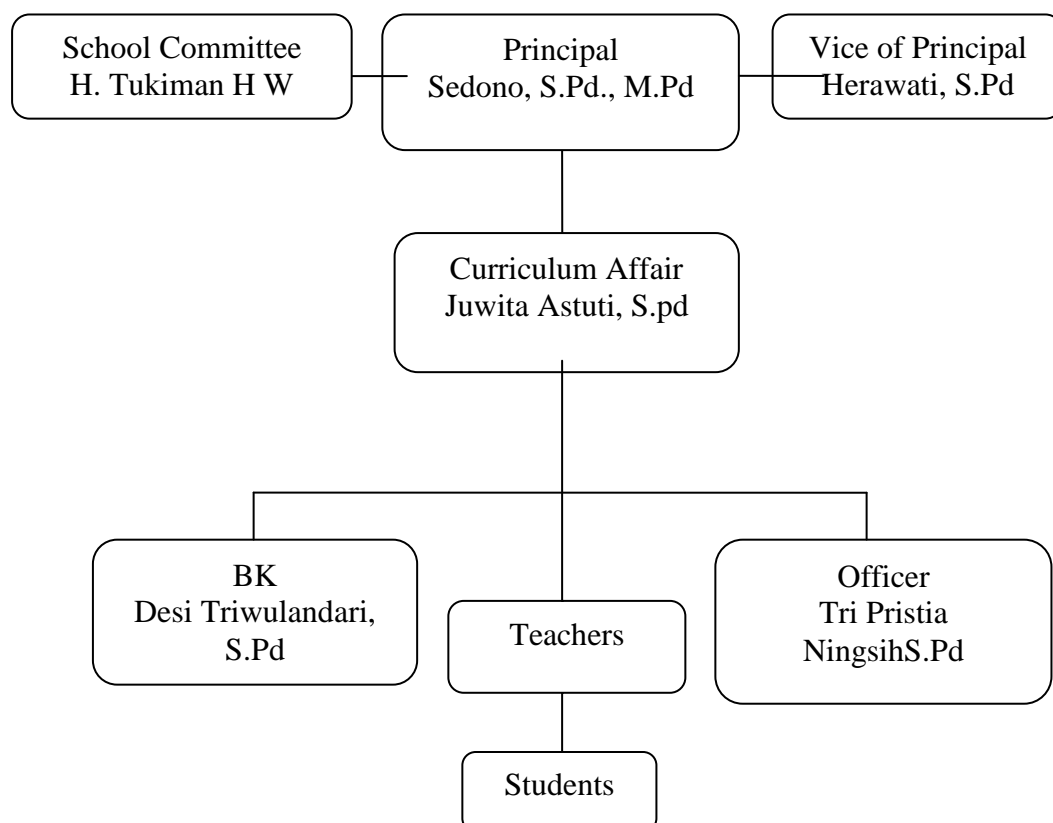 School Committee
H. Tukiman H W
Principal
Sedono, S.Pd., M.Pd
Vice of Principal
Herawati, S.Pd
Curriculum Affair
Juwita Astuti, S.pd
BK
Desi Triwulandari,
S.Pd
Teachers
Officer
Tri Pristia
NingsihS.Pd
Students